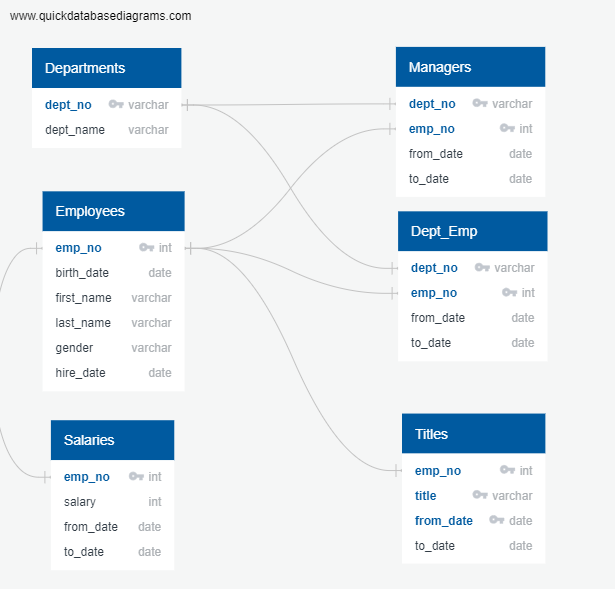 www.quickdatabasediagrams.com
Departments
dept_no varchar
dept_name varchar
Employees
emp_no int
birth_date date
first_name varchar
last_name varchar
gender varchar
hire_date date
Salaries
emp_no int
salary int
from_date date
to_date date
Managers
dept_no varchar
emp_no int
from_date date
to_date date
Dept_Emp
dept_no varchar
emp_no int
from_date date
to_date date
Titles
emp_no int
title varchar
from_date date
to_date date